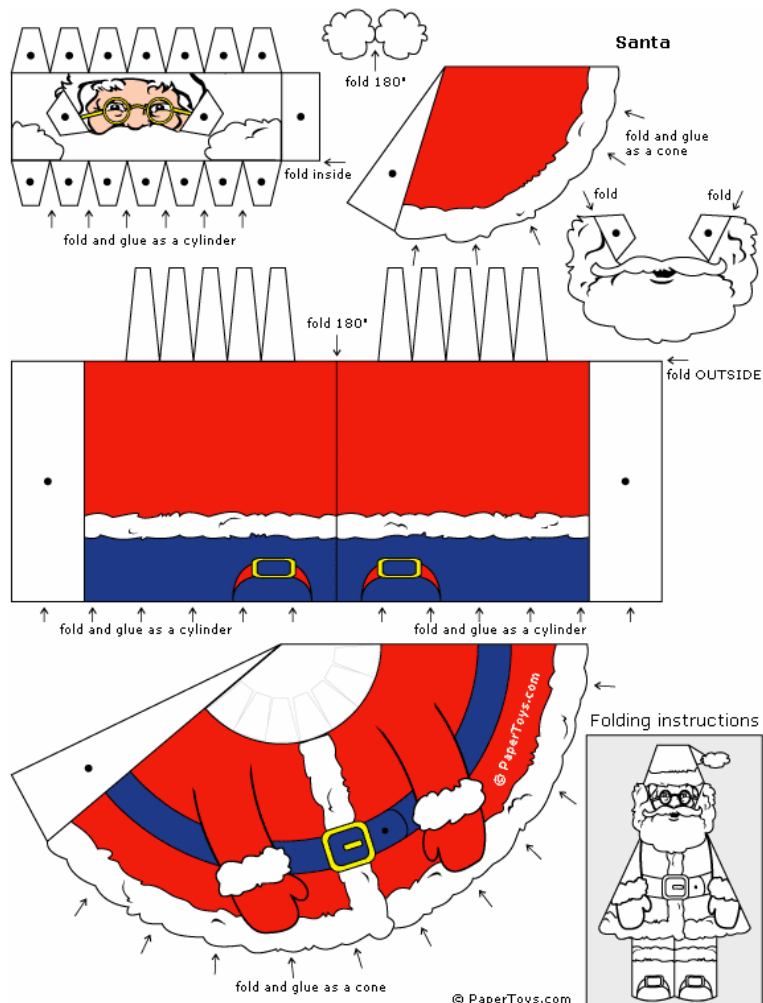 Santa
fold 180°
fold and glue
as a cone
fold inside
fold and glue as a cylinder
fold
fold
fold 180°
fold OUTSIDE
fold and glue as a cylinder
fold and glue as a cylinder
© PaperToys.com
Folding instructions
fold and glue as a cone
© PaperToys.com